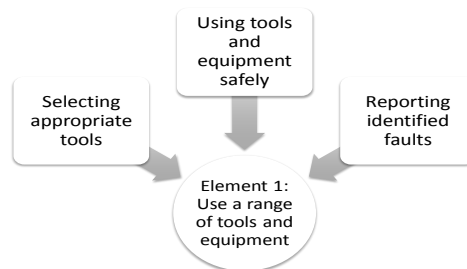 Using tools
and
equipment
safely
Selecting
appropriate
tools
Reporting
identified
faults
Element 1:
Use a range
of tools and
equipment